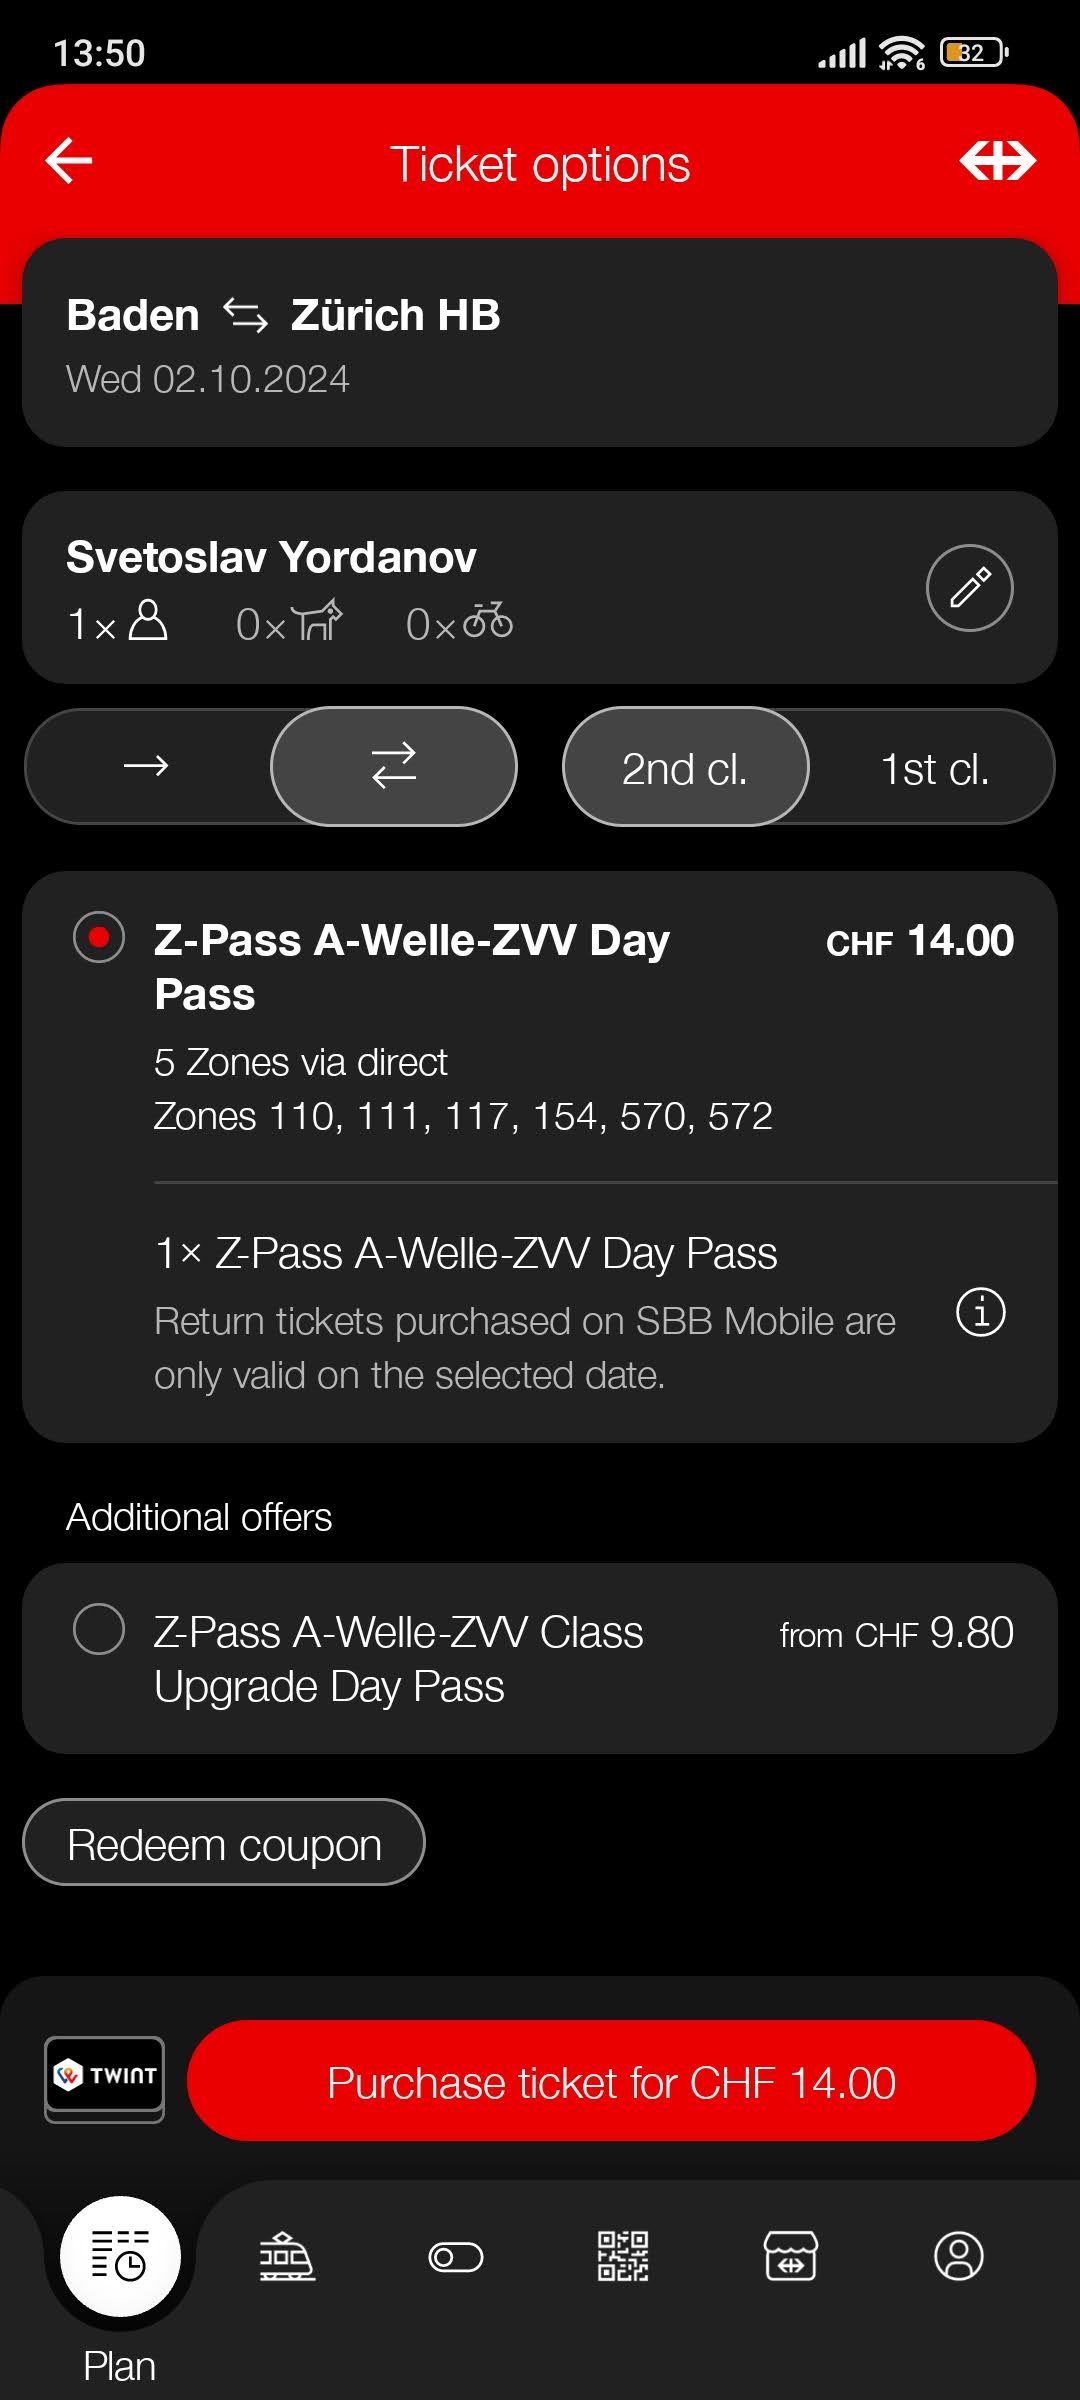 13:50
6
32
Ticket options
Baden Zürich HB
Wed 02.10.2024
Svetoslav Yordanov
1× 0× 0×
2nd cl. 1st cl.
Z-Pass A-Welle-ZVV Day CHF 14.00
Pass
5 Zones via direct
Zones 110, 111, 117, 154, 570, 572
1× Z-Pass A-Welle-ZVV Day Pass
Return tickets purchased on SBB Mobile are
only valid on the selected date.
Additional offers
Z-Pass A-Welle-ZVV Class from CHF 9.80
Upgrade Day Pass
Redeem coupon
TWINT
Purchase ticket for CHF 14.00
Plan